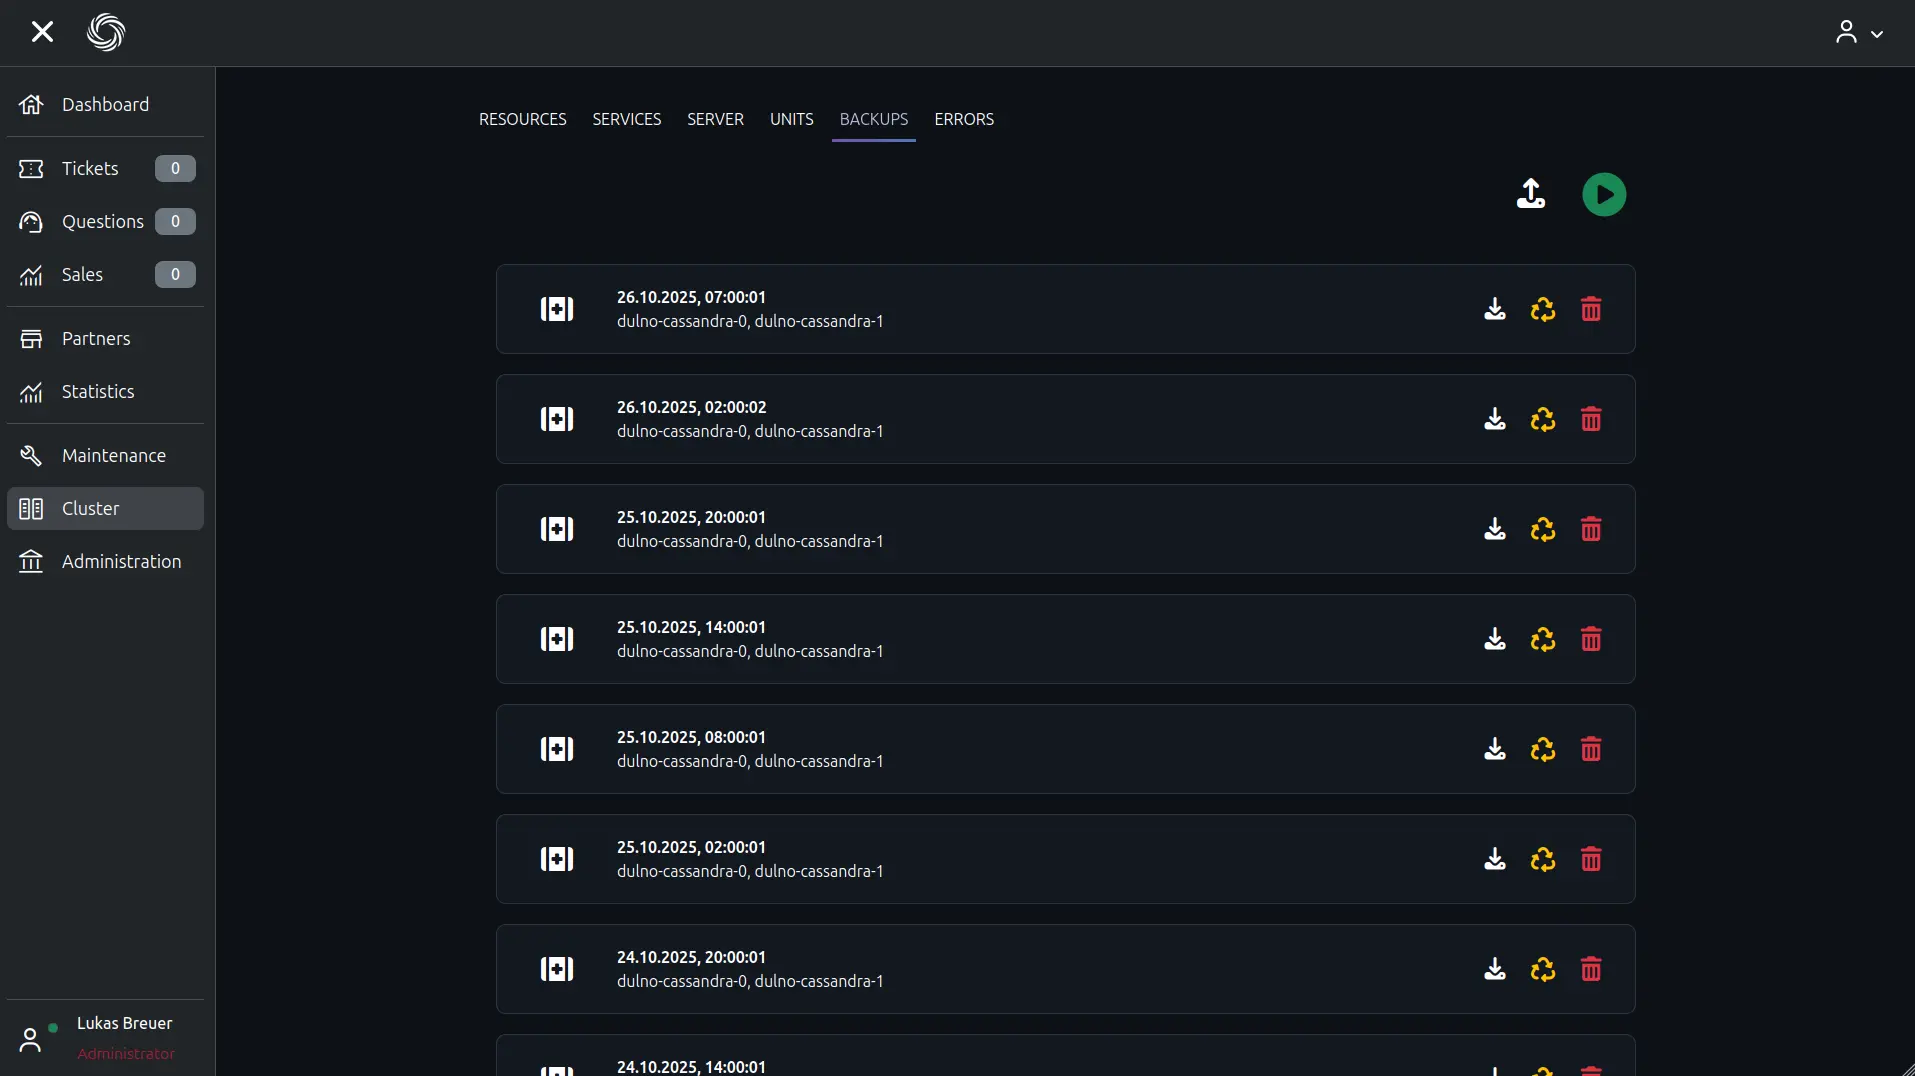 Dashboard
Tickets 0
Questions 0
Sales 0
Partners
Statistics
Maintenance
Cluster
Administration
Lukas Breuer
Administrator
RESOURCES SERVICES SERVER UNITS BACKUPS ERRORS
26.10.2025, 07:00:01
dulno-cassandra-0, dulno-cassandra-1
26.10.2025, 02:00:02
dulno-cassandra-0, dulno-cassandra-1
25.10.2025, 20:00:01
dulno-cassandra-0, dulno-cassandra-1
25.10.2025, 14:00:01
dulno-cassandra-0, dulno-cassandra-1
25.10.2025, 08:00:01
dulno-cassandra-0, dulno-cassandra-1
25.10.2025, 02:00:01
dulno-cassandra-0, dulno-cassandra-1
24.10.2025, 20:00:01
dulno-cassandra-0, dulno-cassandra-1
24.10.2025, 14:00:01